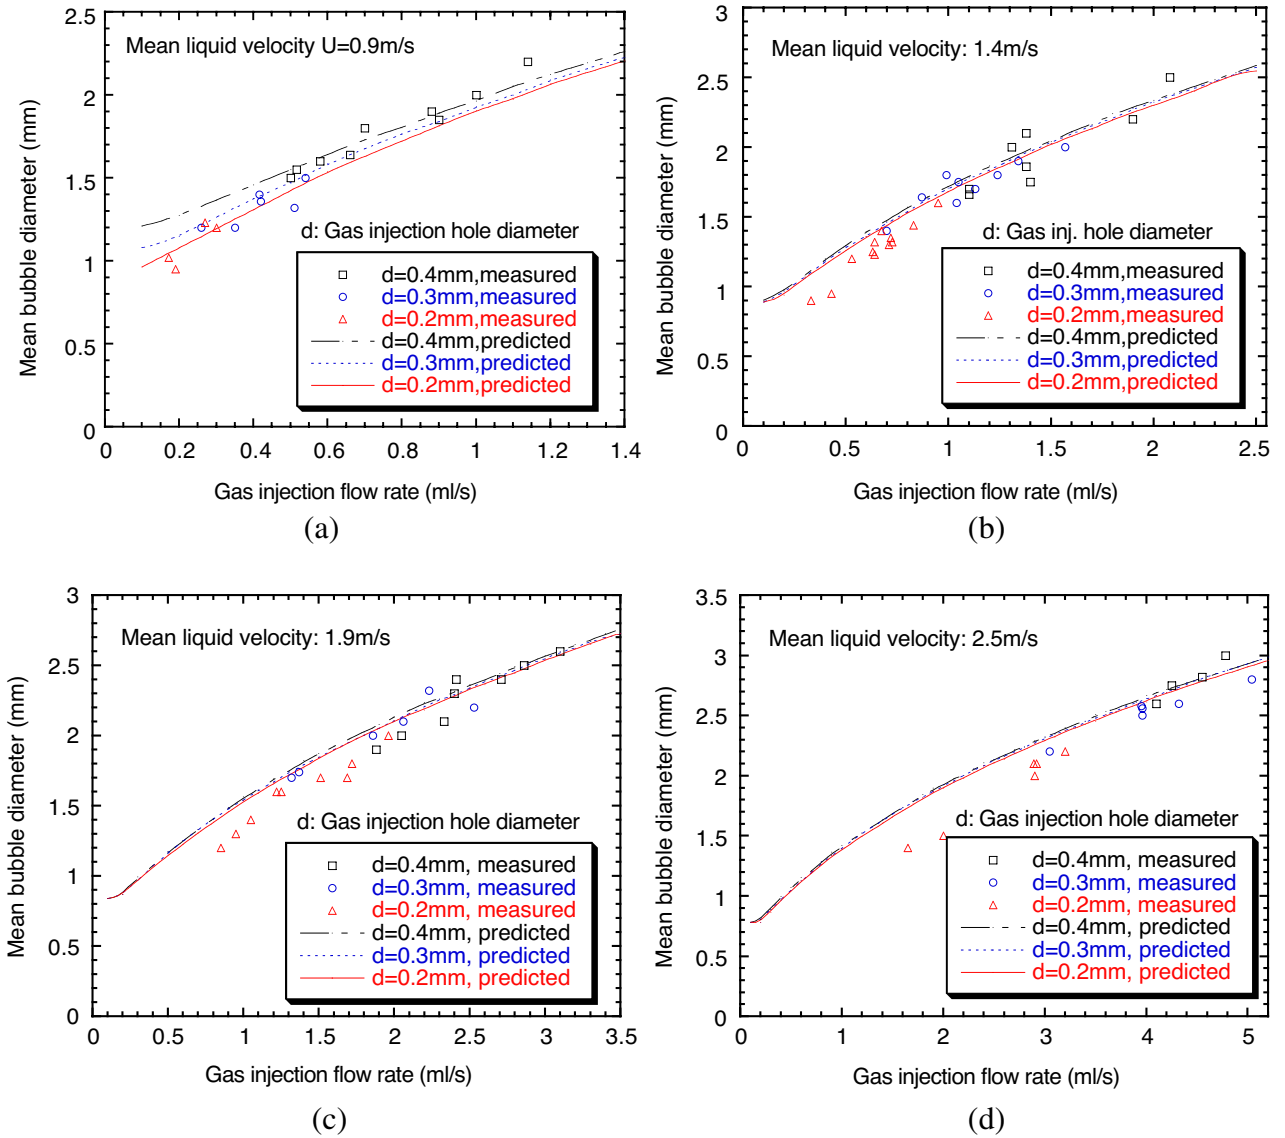 2.5
2
1.5
1
0.5
0
Mean bubble diameter (mm)
Mean liquid velocity U=0.9m/s
d: Gas injection hole diameter
d=0.4mm,measured
d=0.3mm,measured
d=0.2mm,measured
d=0.4mm,predicted
d=0.3mm,predicted
d=0.2mm,predicted
0 0.2 0.4 0.6 0.8 1 1.2 1.4
Gas injection flow rate (ml/s)
(a)
3
2.5
2
1.5
1
0.5
0
Mean bubble diameter (mm)
Mean liquid velocity: 1.4m/s
d: Gas inj. hole diameter
d=0.4mm,measured
d=0.3mm,measured
d=0.2mm,measured
d=0.4mm,predicted
d=0.3mm,predicted
d=0.2mm,predicted
0 0.5 1 1.5 2 2.5
Gas injection flow rate (ml/s)
(b)
3
2.5
2
1.5
1
0.5
0
Mean bubble diameter (mm)
Mean liquid velocity: 1.9m/s
d: Gas injection hole diameter
d=0.4mm, measured
d=0.3mm, measured
d=0.2mm, measured
d=0.4mm, predicted
d=0.3mm, predicted
d=0.2mm, predicted
0 0.5 1 1.5 2 2.5 3 3.5
Gas injection flow rate (ml/s)
(c)
3.5
3
2.5
2
1.5
1
0.5
0
Mean bubble diameter (mm)
Mean liquid velocity: 2.5m/s
d: Gas injection hole diameter
d=0.4mm, measured
d=0.3mm, measured
d=0.2mm, measured
d=0.4mm, predicted
d=0.3mm, predicted
d=0.2mm, predicted
0 1 2 3 4 5
Gas injection flow rate (ml/s)
(d)